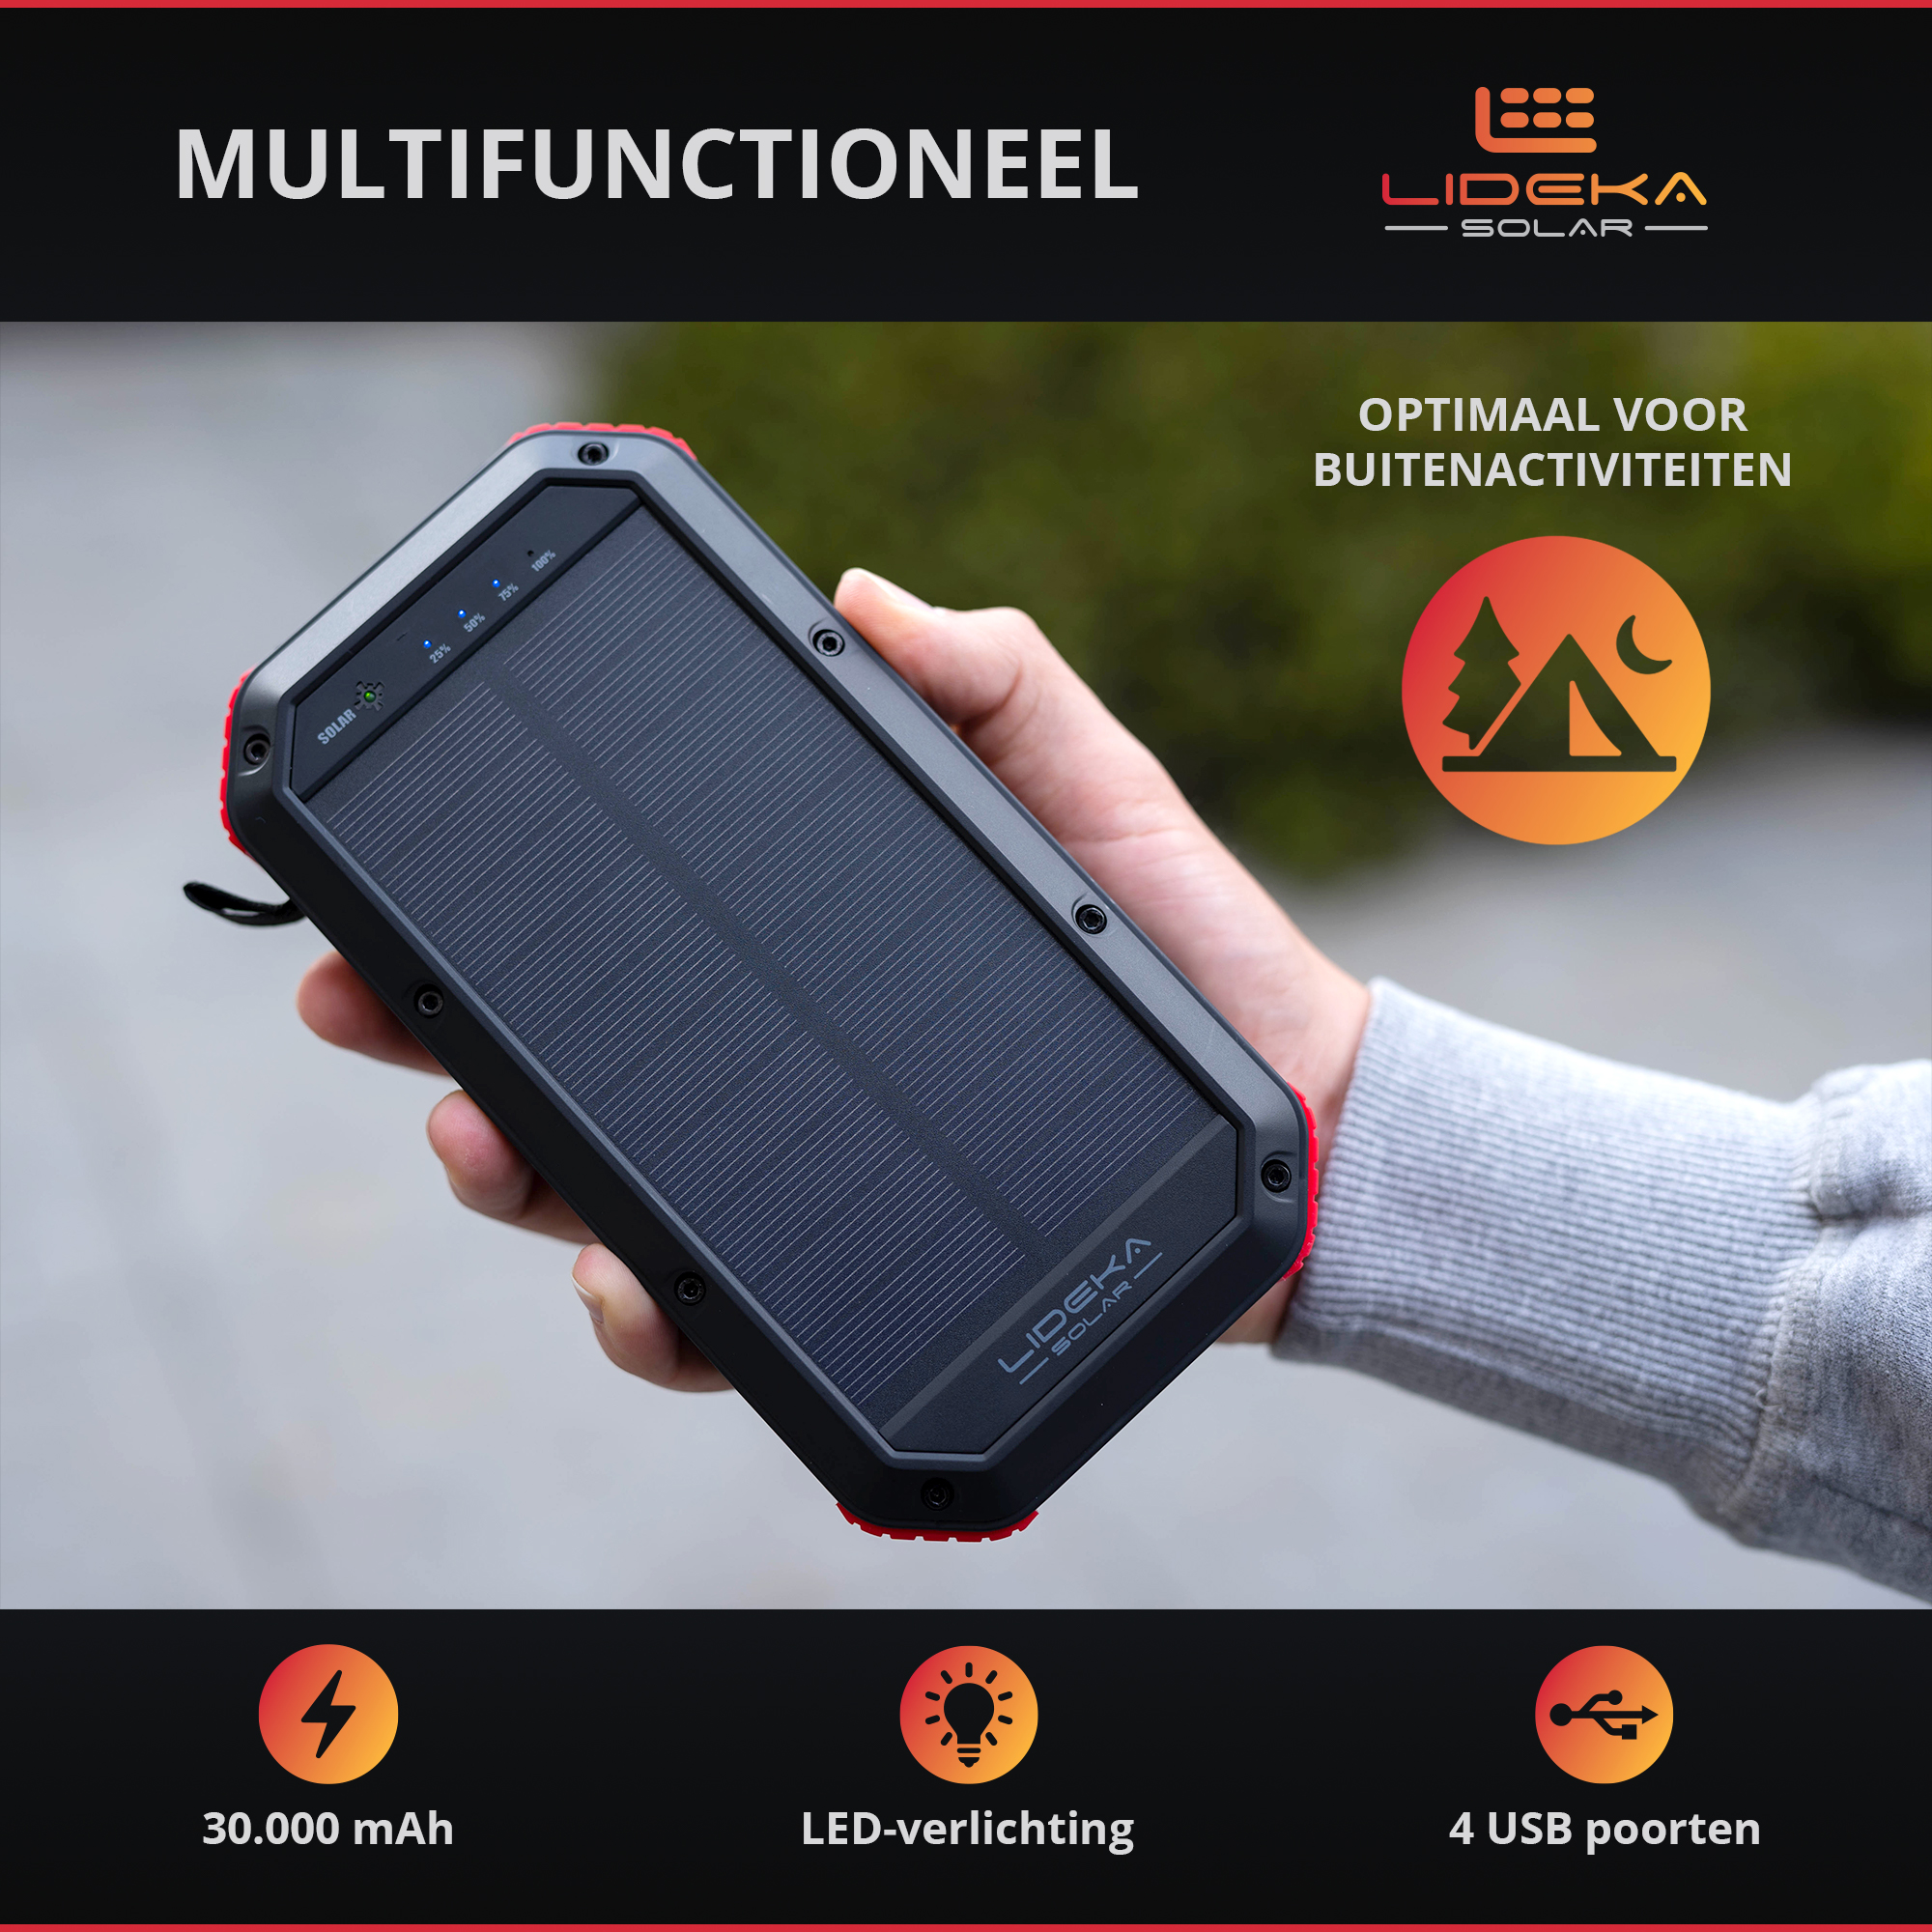 MULTIFUNCTIONEEL
LIDEKA
SOLAR
OPTIMAAL VOOR
BUITENACTIVITEITEN
SOLAR
25%
50%
75%
100%
LIDEKA
SOLAR
30.000 mAh
LED-verlichting
4 USB poorten